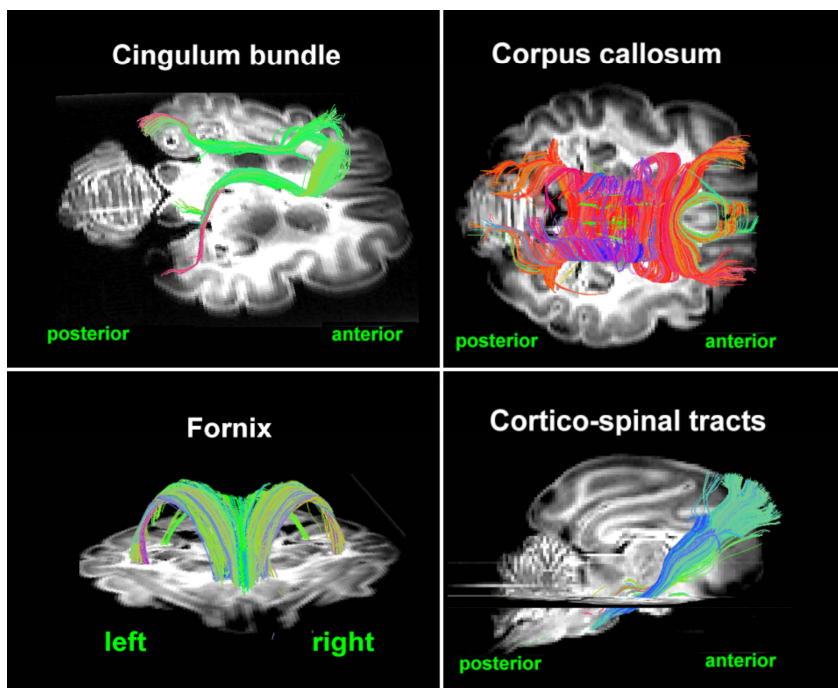 Cingulum bundle
posterior
anterior
Corpus callosum
posterior
anterior
Fornix
left
right
Cortico-spinal tracts
posterior
anterior